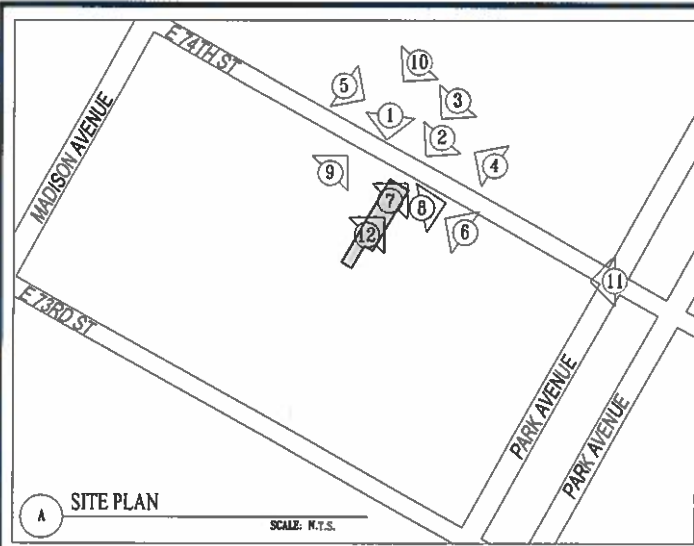 E 74TH ST
10
5
3
1
2
MADISON AVENUE
4
9
7
8
6
12
11
E 73RD ST
PARK AVENUE
PARK AVENUE
A
SITE PLAN
SCALE: N.T.S.